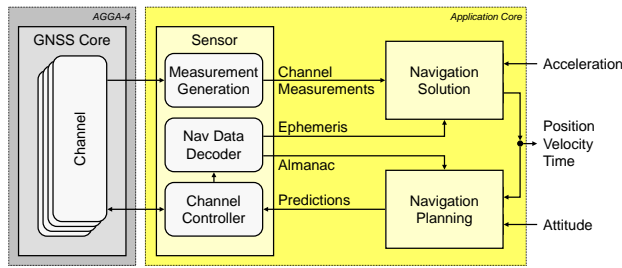 AGGA-4
Application Core
GNSS Core
Sensor
Channel
Measurement
Generation
Channel
Measurements
Navigation
Solution
Acceleration
Nav Data
Decoder
Ephemeris
Almanac
Position
Velocity
Time
Channel
Controller
Predictions
Navigation
Planning
Attitude